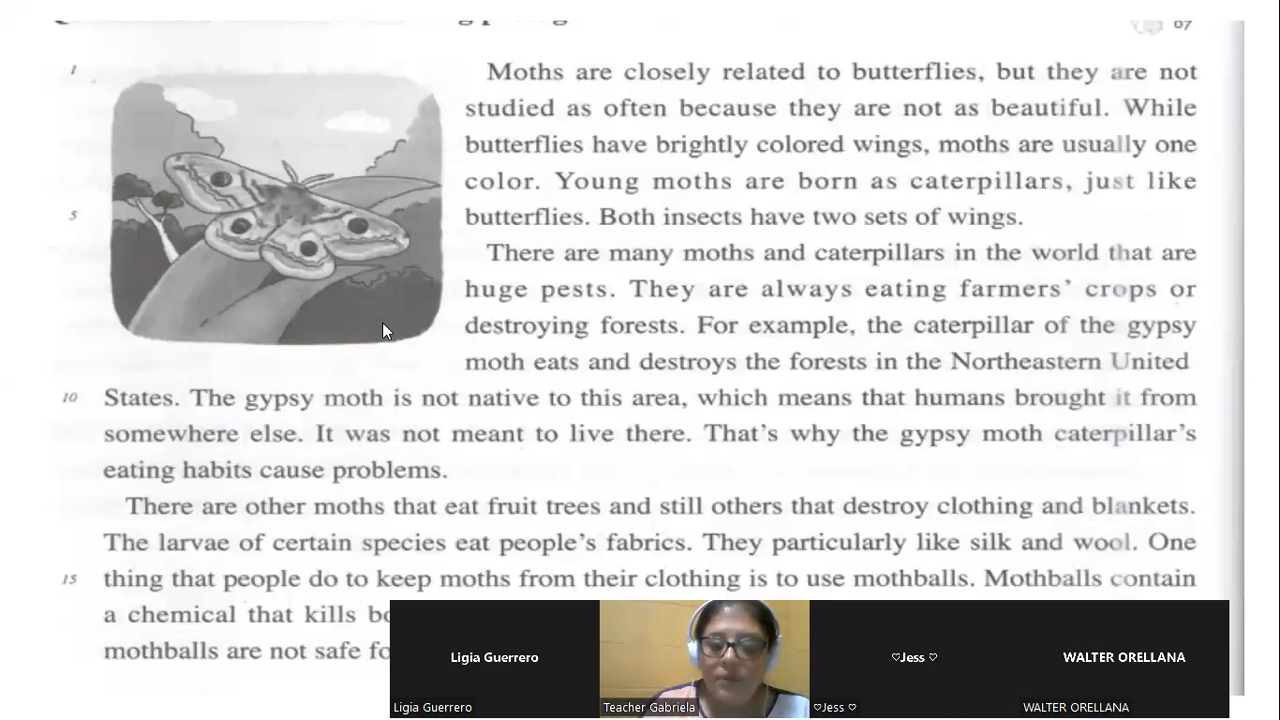 67
1
Moths are closely related to butterflies, but they are not
studied as often because they are not as beautiful. While
butterflies have brightly colored wings, moths are usually one
color. Young moths are born as caterpillars, just like
5
butterflies. Both insects have two sets of wings.
There are many moths and caterpillars in the world that are
huge pests. They are always eating farmers' crops or
destroying forests. For example, the caterpillar of the gypsy
moth eats and destroys the forests in the Northeastern United
10 States. The gypsy moth is not native to this area, which means that humans brought it from
somewhere else. It was not meant to live there. That's why the gypsy moth caterpillar's
eating habits cause problems.
There are other moths that eat fruit trees and still others that destroy clothing and blankets.
The larvae of certain species eat people's fabrics. They particularly like silk and wool. One
15 thing that people do to keep moths from their clothing is to use mothballs. Mothballs contain
a chemical that kills
mothballs are not safe
Ligia Guerrero
♡Jess ♡
WALTER ORELLANA
Ligia Guerrero
Teacher Gabriela
♡Jess ♡
WALTER ORELLANA